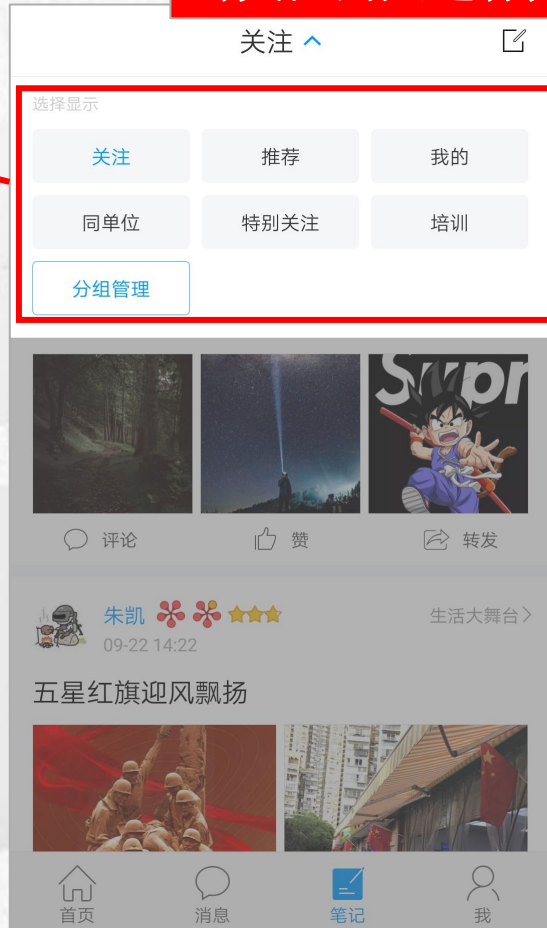 关注
选择显示
关注 推荐 我的
同单位 特别关注 培训
分组管理
Supr
评论 赞 转发
朱凯 生活大舞台
09-22 14:22
五星红旗迎风飘扬
首页 消息 笔记 我